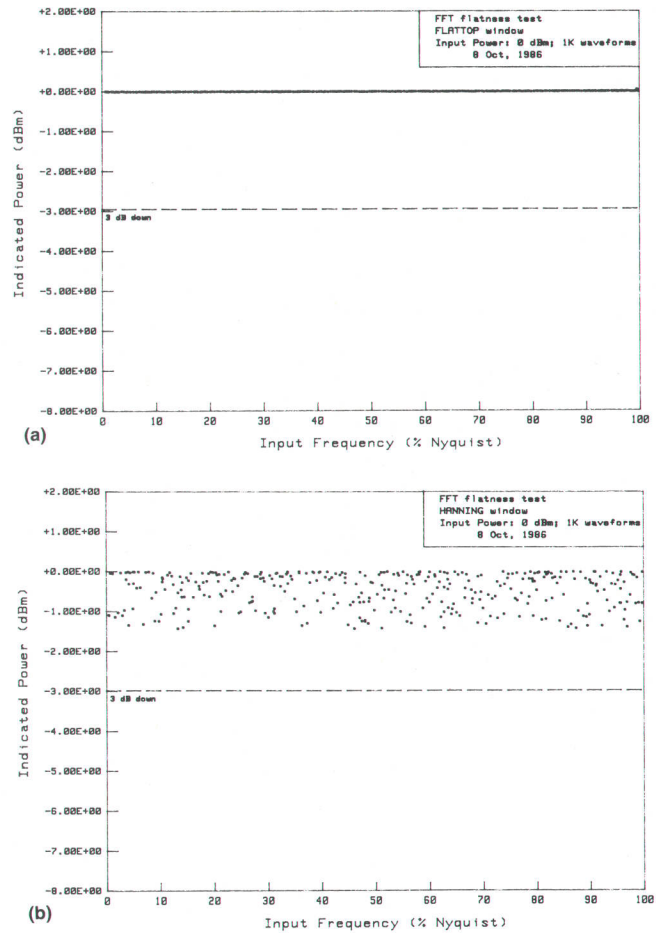 +2.00E+00
FFT flatness test
FLATTOP window
Input Power: 0 dBm; 1K waveforms
8 Oct, 1986
+1.00E+00
+0.00E+00
-1.00E+00
-2.00E+00
-3.00E+00
3 dB down
-4.00E+00
-5.00E+00
-6.00E+00
-7.00E+00
-8.00E+00
Indicated Power (dBm)
0 10 20 30 40 50 60 70 80 90 100
Input Frequency (% Nyquist)
(a)
+2.00E+00
FFT flatness test
HANNING window
Input Power: 0 dBm; 1K waveforms
8 Oct, 1986
+1.00E+00
+0.00E+00
-1.00E+00
-2.00E+00
-3.00E+00
3 dB down
-4.00E+00
-5.00E+00
-6.00E+00
-7.00E+00
-8.00E+00
Indicated Power (dBm)
0 10 20 30 40 50 60 70 80 90 100
Input Frequency (% Nyquist)
(b)